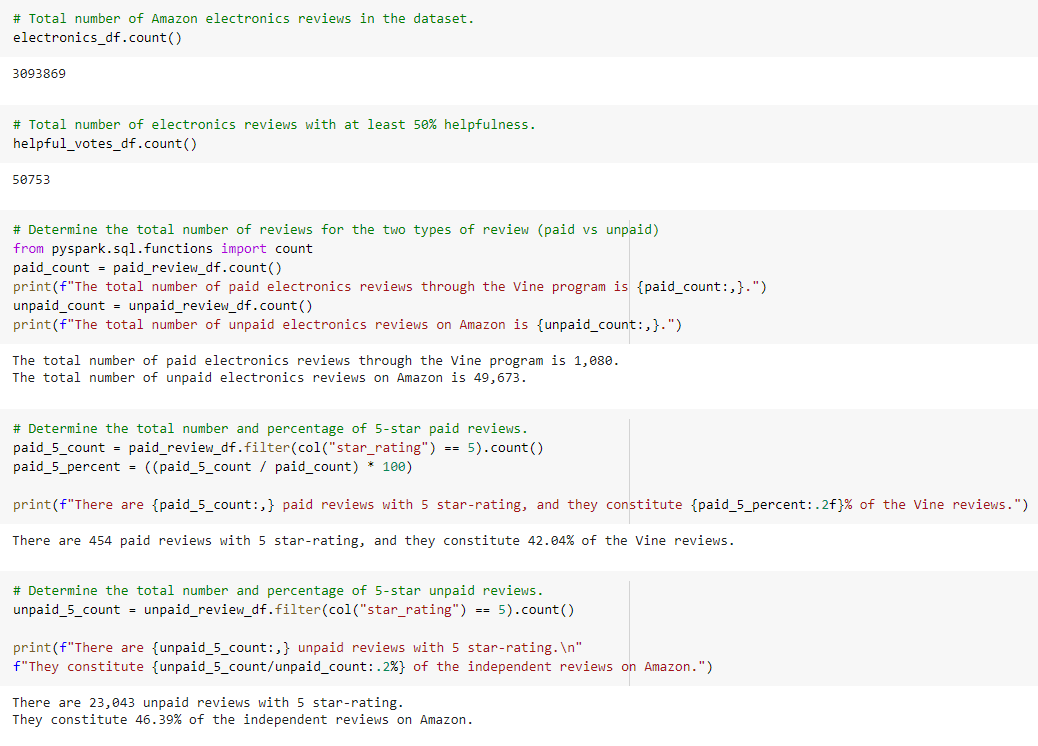 # Total number of Amazon electronics reviews in the dataset.
electronics_df.count()
3093869
# Total number of electronics reviews with at least 50% helpfulness.
helpful_votes_df.count()
50753
# Determine the total number of reviews for the two types of review (paid vs unpaid)
from pyspark.sql.functions import count
paid_count = paid_review_df.count()
print(f"The total number of paid electronics reviews through the Vine program is {paid_count:,}.")
unpaid_count = unpaid_review_df.count()
print(f"The total number of unpaid electronics reviews on Amazon is {unpaid_count:,}.")
The total number of paid electronics reviews through the Vine program is 1,080.
The total number of unpaid electronics reviews on Amazon is 49,673.
# Determine the total number and percentage of 5-star paid reviews.
paid_5_count = paid_review_df.filter(col("star_rating") == 5).count()
paid_5_percent = ((paid_5_count / paid_count) * 100)
print(f"There are {paid_5_count:,} paid reviews with 5 star-rating, and they constitute {paid_5_percent:.2f}% of the Vine reviews.")
There are 454 paid reviews with 5 star-rating, and they constitute 42.04% of the Vine reviews.
# Determine the total number and percentage of 5-star unpaid reviews.
unpaid_5_count = unpaid_review_df.filter(col("star_rating") == 5).count()
print(f"There are {unpaid_5_count:,} unpaid reviews with 5 star-rating.\n"
f"They constitute {unpaid_5_count/unpaid_count:.2%} of the independent reviews on Amazon.")
There are 23,043 unpaid reviews with 5 star-rating.
They constitute 46.39% of the independent reviews on Amazon.